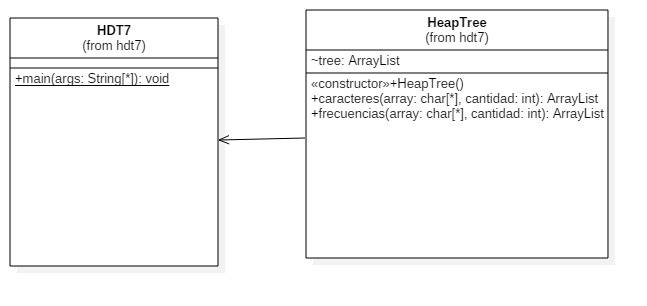 HDT7
(from hdt7)
+main(args: String[*]): void
HeapTree
(from hdt7)
~tree: ArrayList
«constructor»+HeapTree()
+caracteres(array: char[*], cantidad: int): ArrayList
+frecuencias(array: char[*], cantidad: int): ArrayList